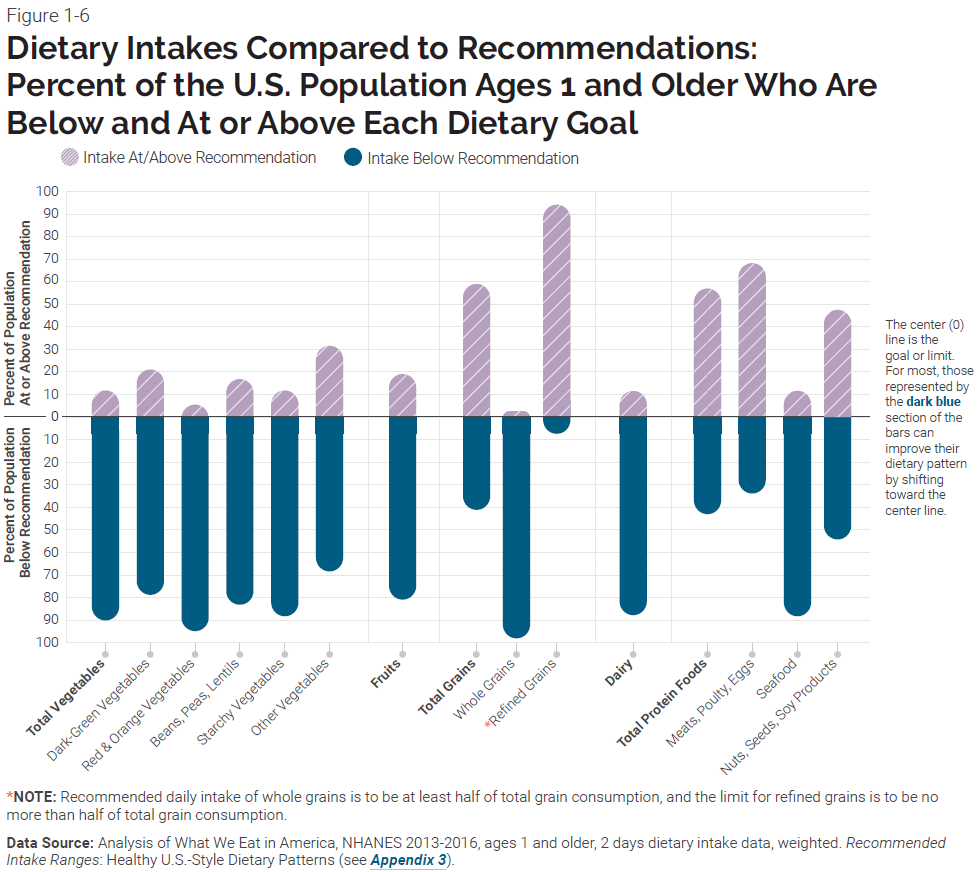 Figure 1-6
Dietary Intakes Compared to Recommendations:
Percent of the U.S. Population Ages 1 and Older Who Are
Below and At or Above Each Dietary Goal
Intake At/Above Recommendation
Intake Below Recommendation
Percent of Population
At or Above Recommendation
100
90
80
70
60
50
40
30
20
10
0
Percent of Population
Below Recommendation
10
20
30
40
50
60
70
80
90
100
The center (0)
line is the
goal or limit.
For most, those
represented by
the dark blue
section of the
bars can
improve their
dietary pattern
by shifting
toward the
center line.
Total Vegetables
Dark-Green Vegetables
Red & Orange Vegetables
Beans, Peas, Lentils
Starchy Vegetables
Other Vegetables
Fruits
Total Grains
Whole Grains
*Refined Grains
Dairy
Total Protein Foods
Meats, Poulty, Eggs
Seafood
Nuts, Seeds, Soy Products
*NOTE: Recommended daily intake of whole grains is to be at least half of total grain consumption, and the limit for refined grains is to be no
more than half of total grain consumption.
Data Source: Analysis of What We Eat in America, NHANES 2013-2016, ages 1 and older, 2 days dietary intake data, weighted. Recommended
Intake Ranges: Healthy U.S.-Style Dietary Patterns (see Appendix 3).